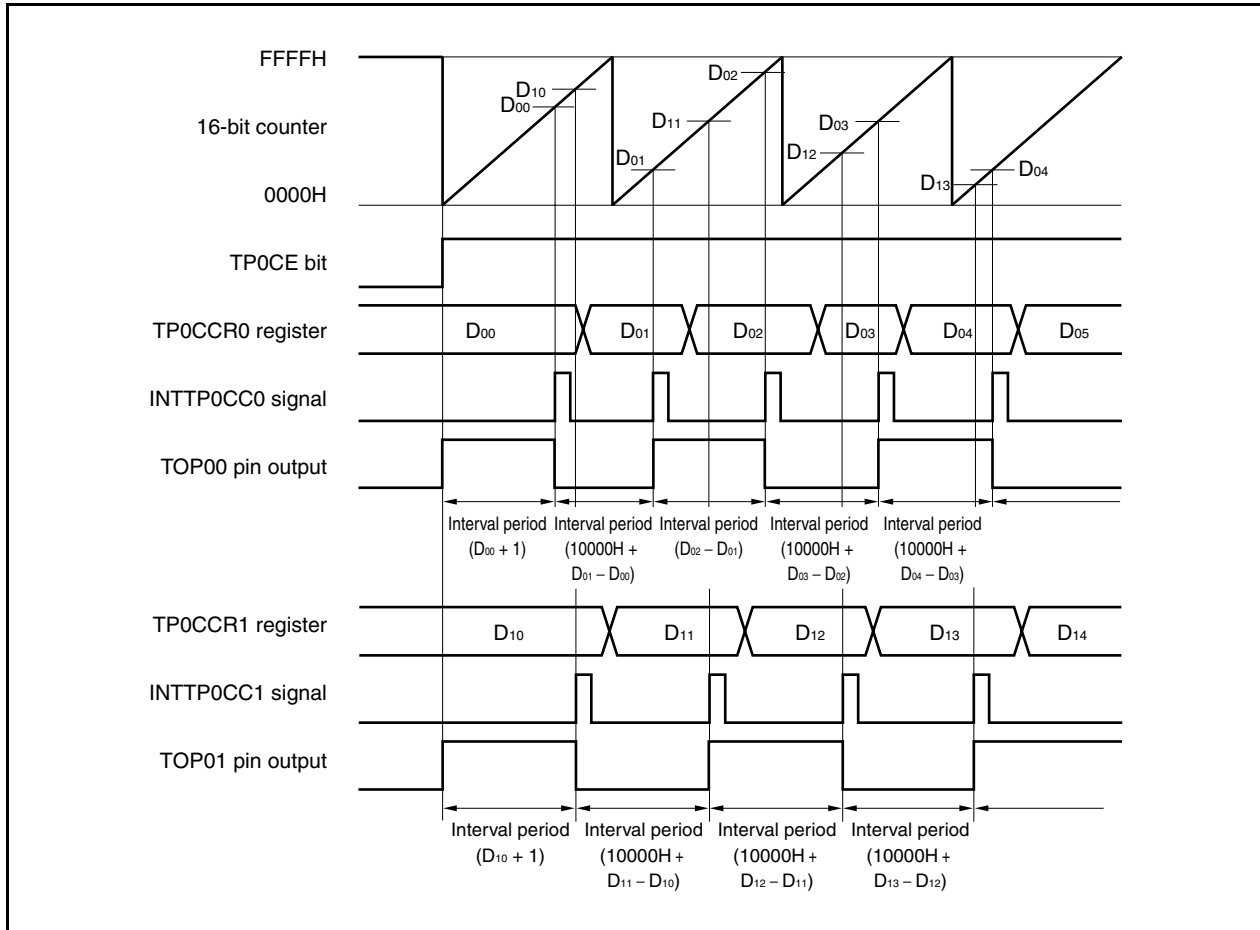 FFFFH
D10
D00
D02
16-bit counter
D11
D03
D01
D12
0000H
D13
D04
TP0CE bit
TP0CCR0 register
D00
D01
D02
D03
D04
D05
INTTP0CC0 signal
TOP00 pin output
Interval period
(D00 + 1)
Interval period
(10000H +
D01 – D00)
Interval period
(D02 – D01)
Interval period
(10000H +
D03 – D02)
Interval period
(10000H +
D04 – D03)
TP0CCR1 register
D10
D11
D12
D13
D14
INTTP0CC1 signal
TOP01 pin output
Interval period
(D10 + 1)
Interval period
(10000H +
D11 – D10)
Interval period
(10000H +
D12 – D11)
Interval period
(10000H +
D13 – D12)